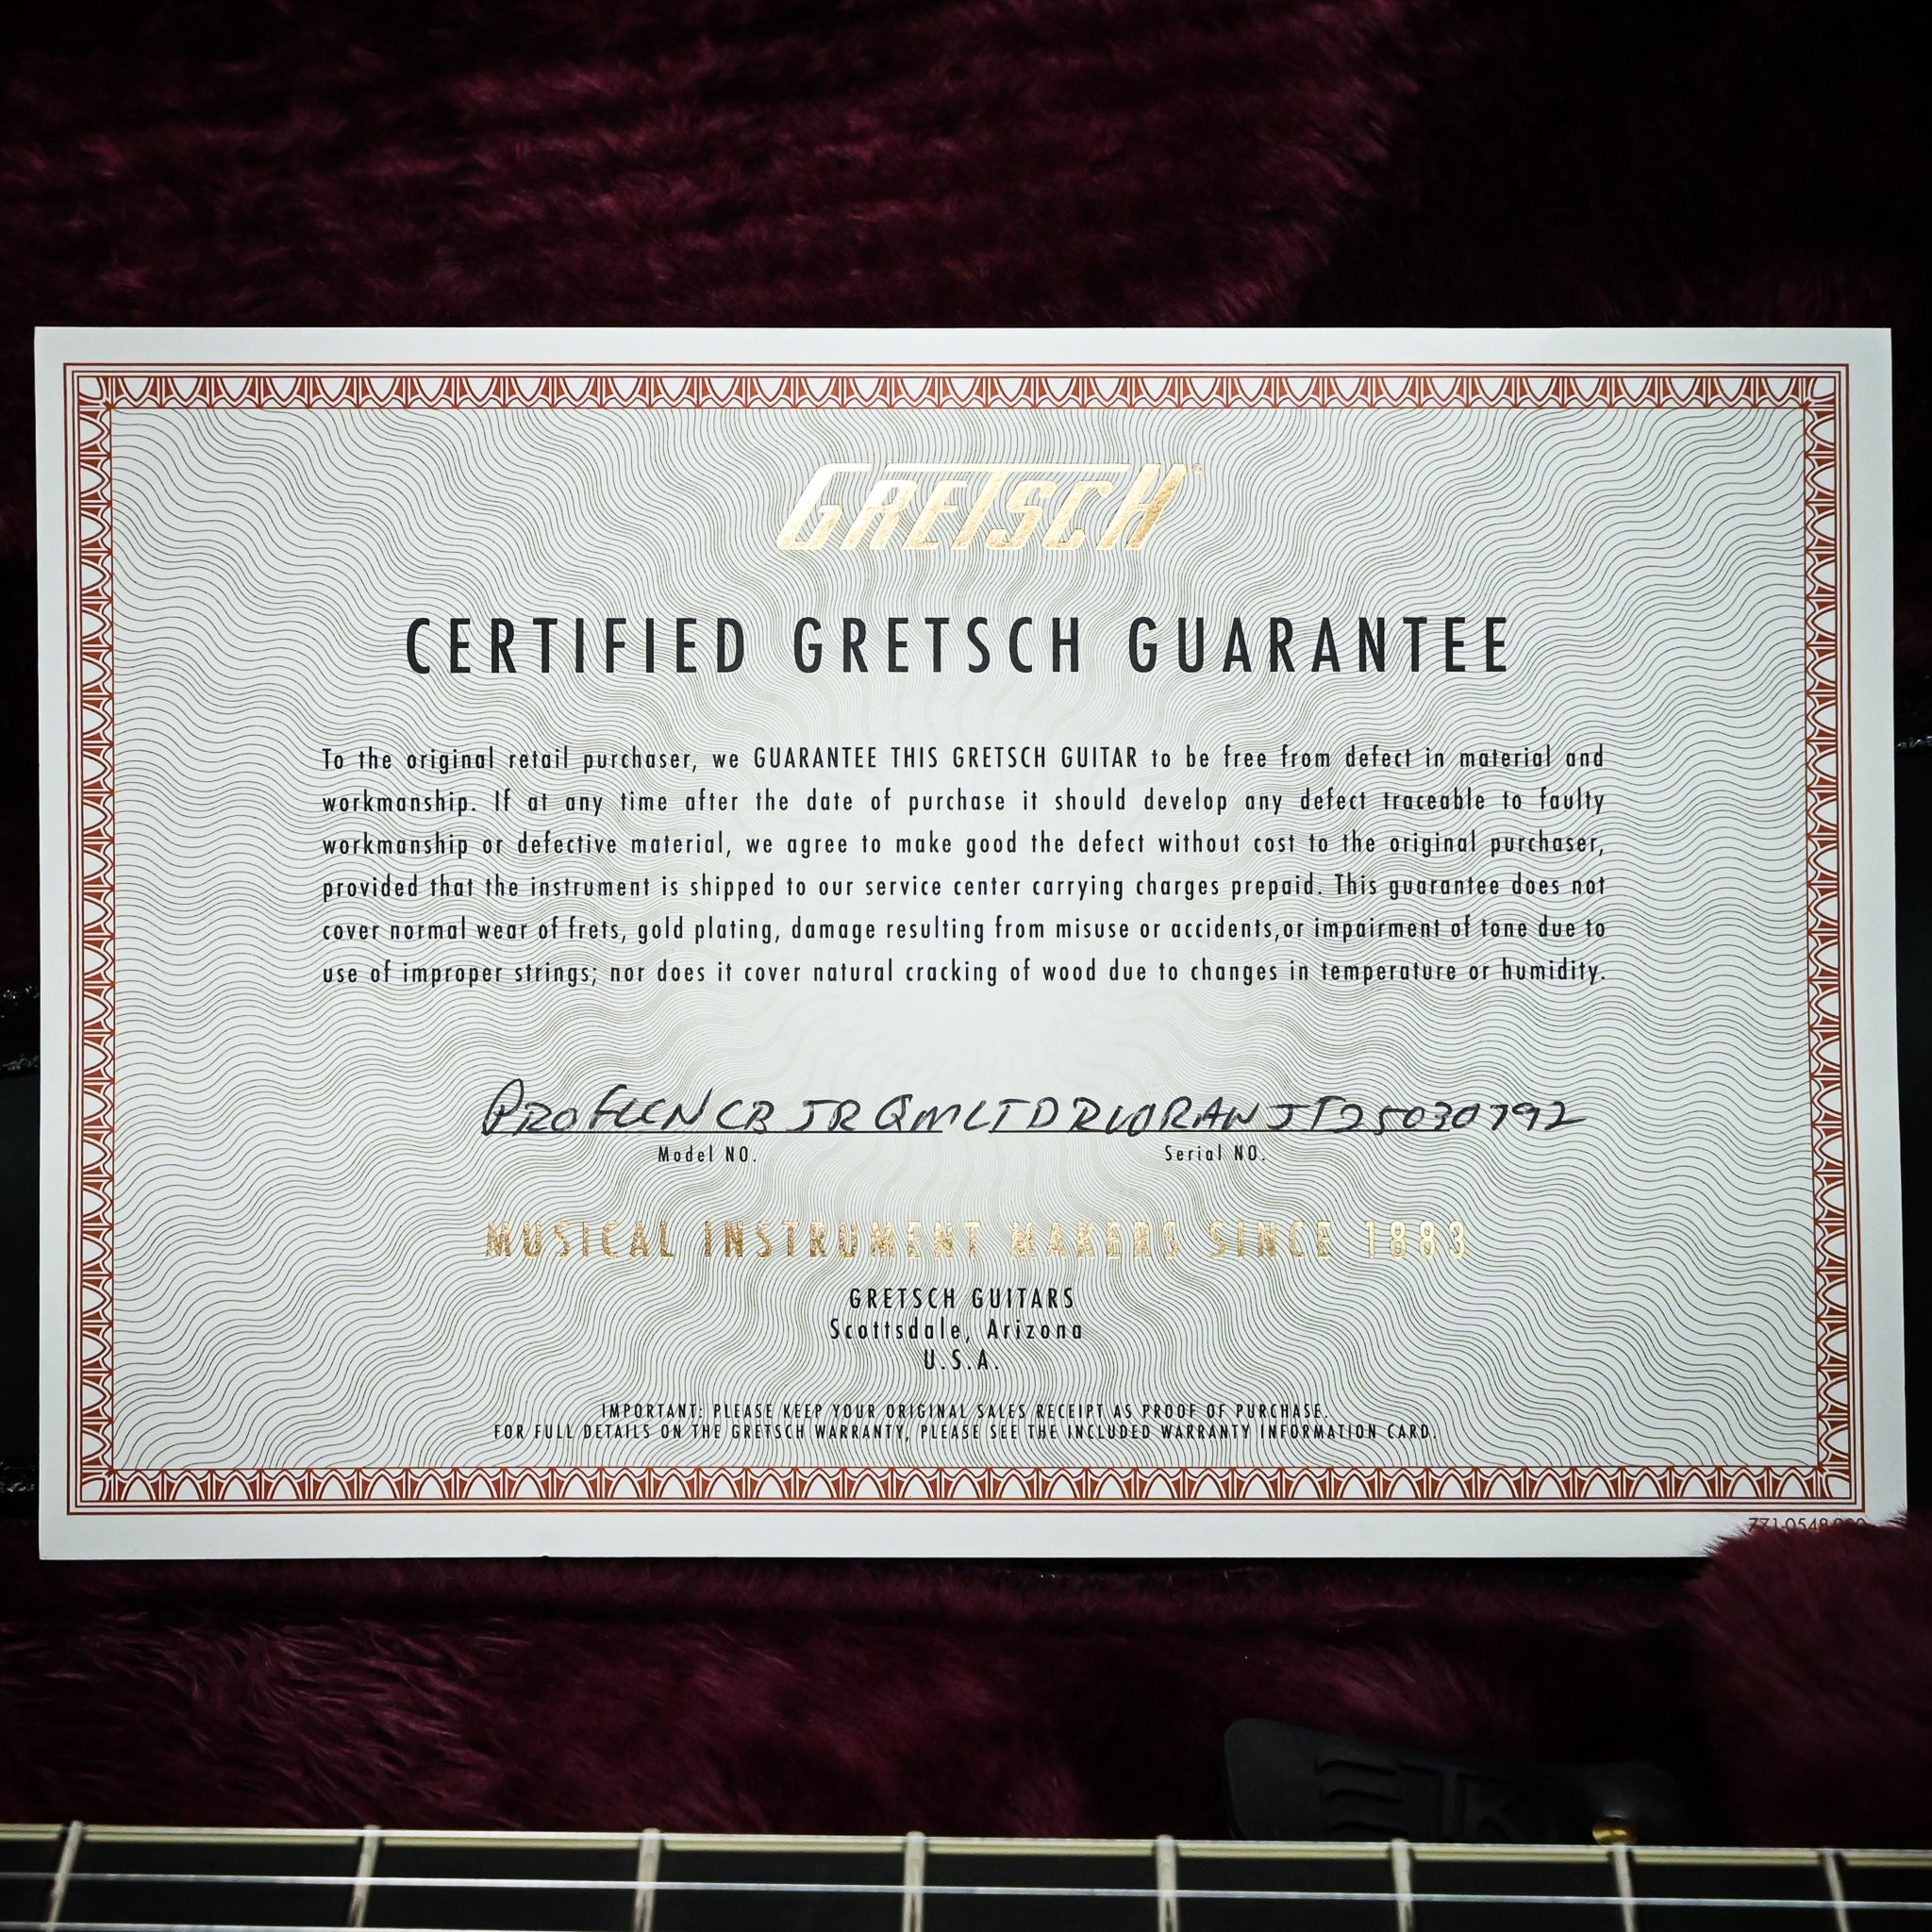 GRETSCH®
CERTIFIED GRETSCH GUARANTEE
To the original retail purchaser, we GUARANTEE THIS GRETSCH GUITAR to be free from defect in material and
workmanship. If at any time after the date of purchase it should develop any defect traceable to faulty
workmanship or defective material, we agree to make good the defect without cost to the original purchaser,
provided that the instrument is shipped to our service center carrying charges prepaid. This guarantee does not
cover normal wear of frets, gold plating, damage resulting from misuse or accidents,or impairment of tone due to
use of improper strings; nor does it cover natural cracking of wood due to changes in temperature or humidity.
CB JR QM LTD JT25030792
Model NO. Serial NO.
MUSICAL INSTRUMENT MAKERS SINCE 1883
GRETSCH GUITARS
Scottsdale, Arizona
U.S.A.
IMPORTANT: PLEASE KEEP YOUR ORIGINAL SALES RECEIPT AS PROOF OF PURCHASE.
FOR FULL DETAILS ON THE GRETSCH WARRANTY, PLEASE SEE THE INCLUDED WARRANTY INFORMATION CARD.